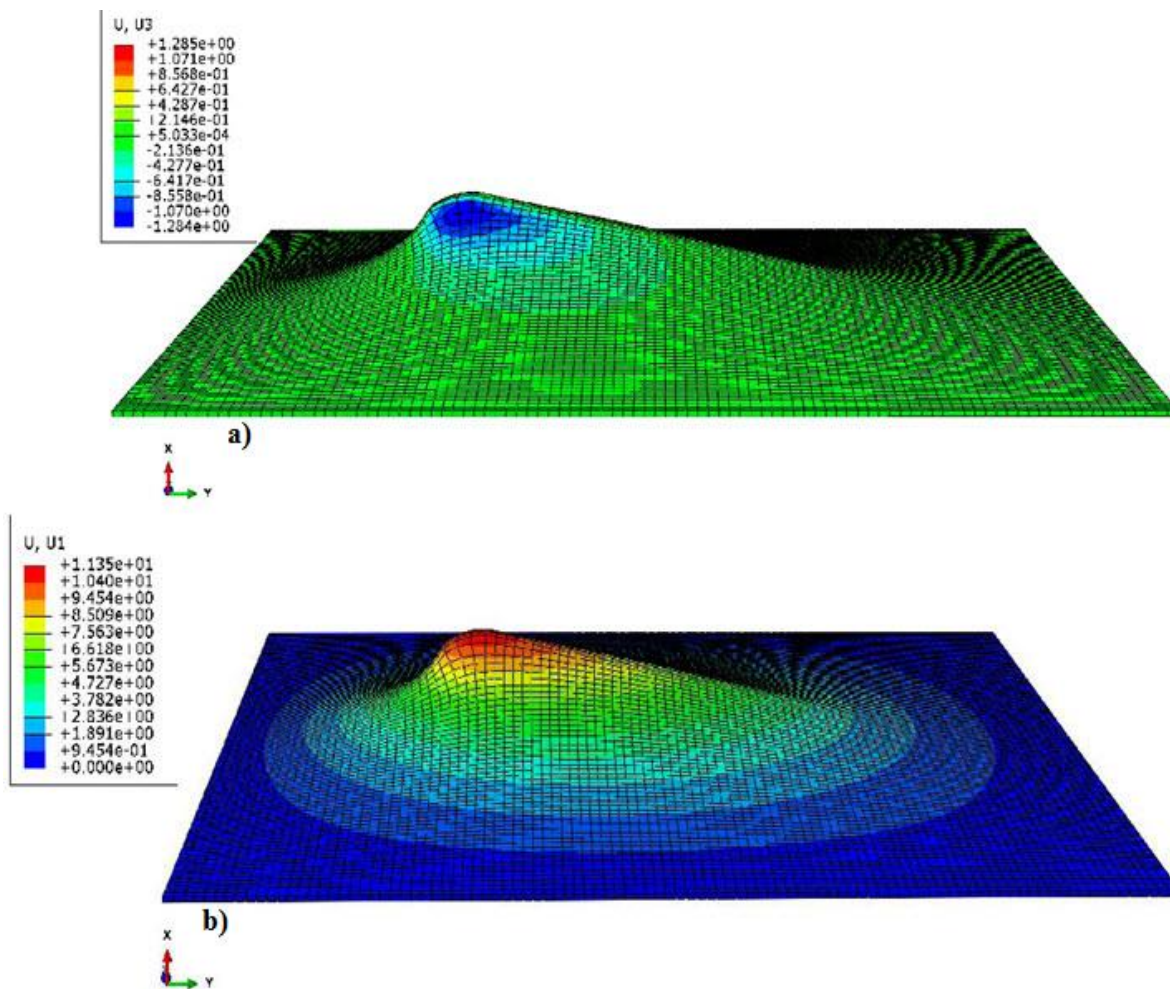 U, U3
+1.285e+00
+1.071e+00
+8.568e-01
+6.427e-01
+4.287e-01
+2.146e-01
+5.033e-04
-2.136e-01
-4.277e-01
-6.417e-01
-8.558e-01
-1.070e+00
-1.284e+00
a)
X
Y
U, U1
+1.135e+01
+1.040e+01
+9.454e+00
+8.509e+00
+7.563e+00
+6.618e+00
+5.673e+00
+4.727e+00
+3.782e+00
+2.836e+00
+1.891e+00
+9.454e-01
+0.000e+00
b)
X
Y